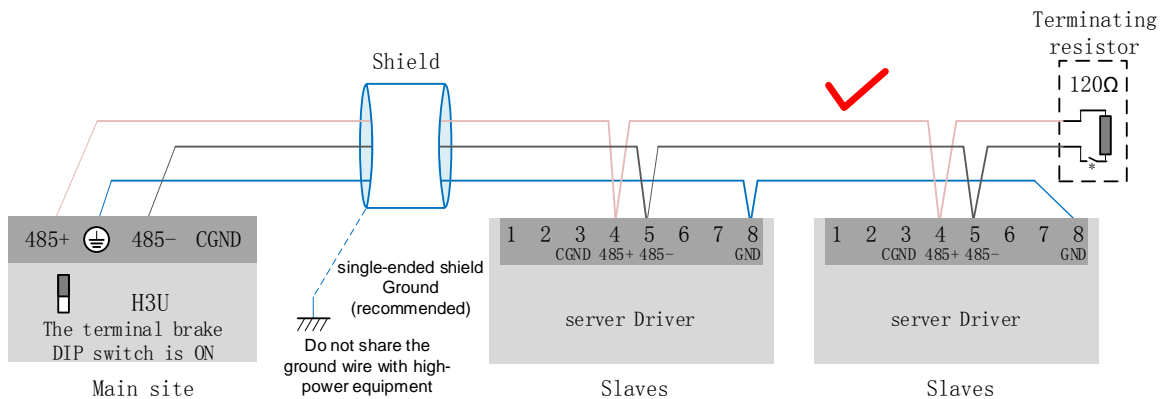 Terminating
resistor
120Ω
*
Shield
485+ 485- CGND
H3U
The terminal brake
DIP switch is ON
Main site
single-ended shield
Ground
(recommended)
Do not share the
ground wire with high-
power equipment
1 2 3 4 5 6 7 8
CGND 485+ 485- GND
server Driver
Slaves
1 2 3 4 5 6 7 8
CGND 485+ 485- GND
server Driver
Slaves